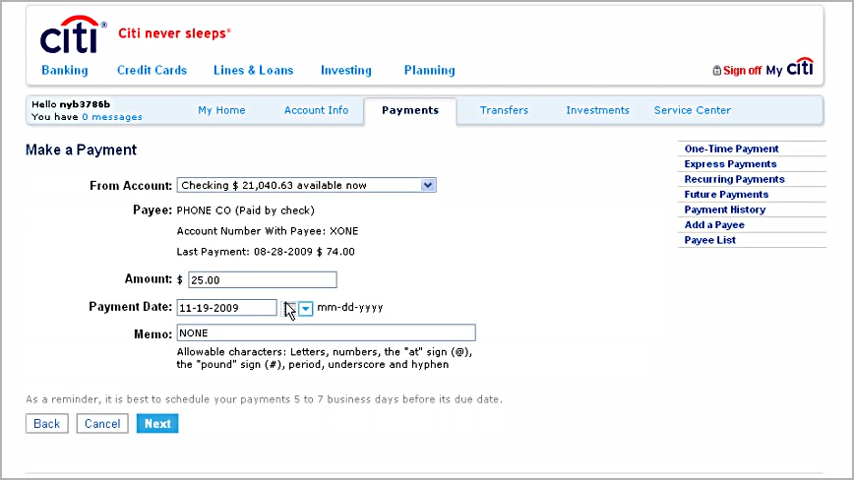 citi® Citi never sleeps®
Banking Credit Cards Lines & Loans Investing Planning Sign off My citi
Hello nyb3786b
You have 0 messages
My Home Account Info Payments Transfers Investments Service Center
Make a Payment
From Account: Checking $ 21,040.63 available now
Payee: PHONE CO (Paid by check)
Account Number With Payee: XONE
Last Payment: 08-28-2009 $ 74.00
Amount: $ 25.00
Payment Date: 11-19-2009 mm-dd-yyyy
Memo: NONE
Allowable characters: Letters, numbers, the "at" sign (@),
the "pound" sign (#), period, underscore and hyphen
As a reminder, it is best to schedule your payments 5 to 7 business days before its due date.
Back Cancel Next
One-Time Payment
Express Payments
Recurring Payments
Future Payments
Payment History
Add a Payee
Payee List